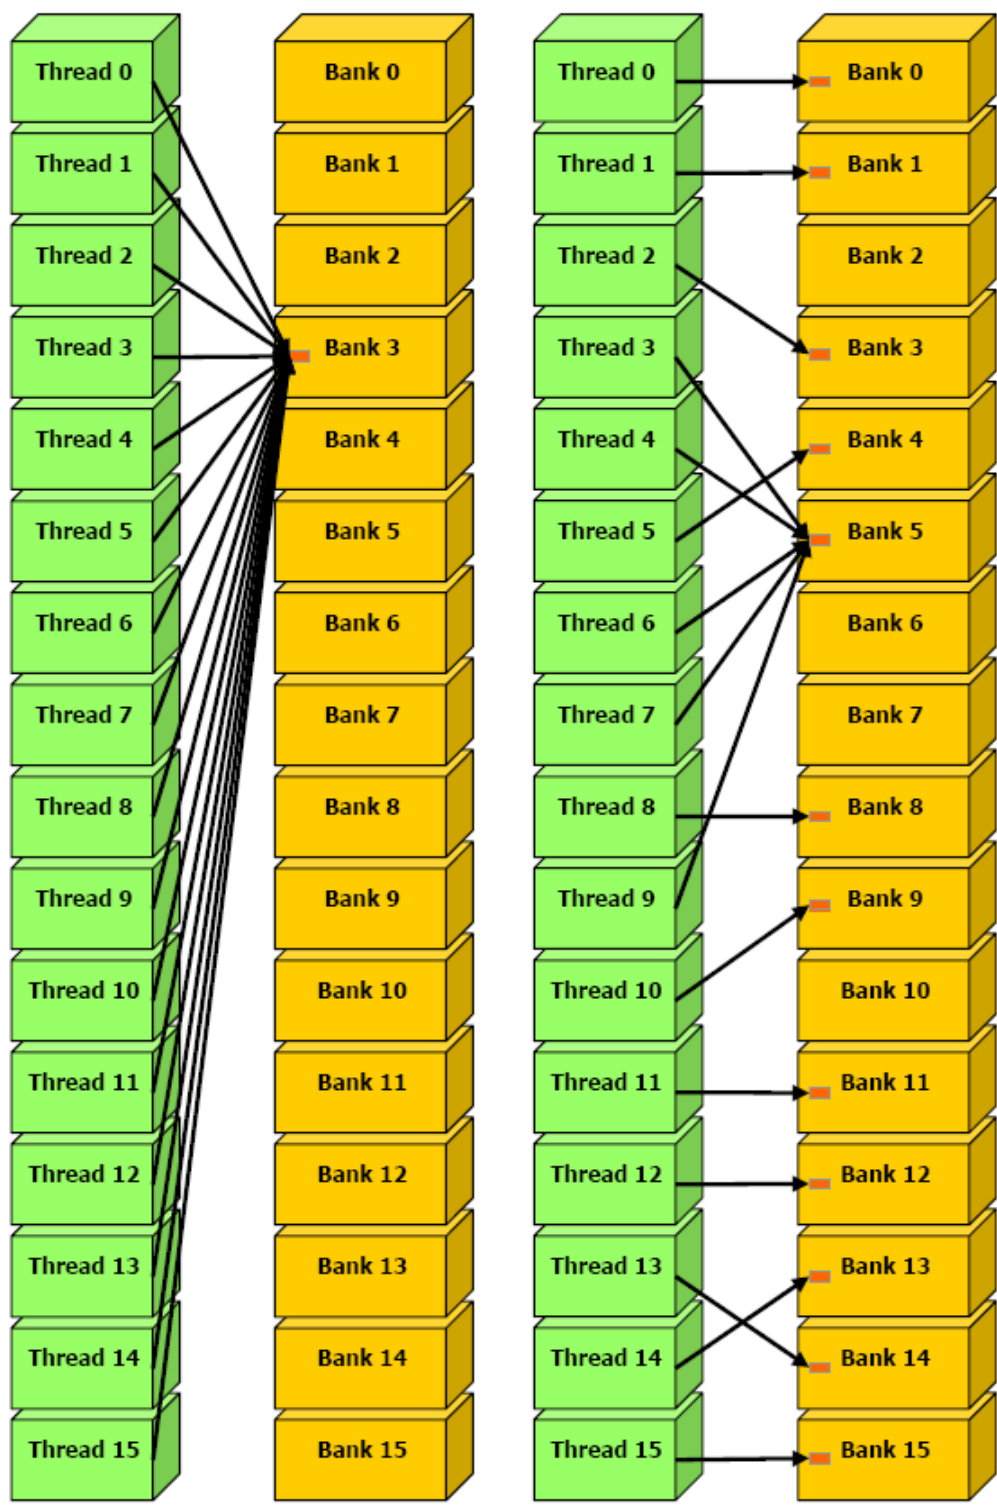 Thread 0 Bank 0 Thread 0 Bank 0
Thread 1 Bank 1 Thread 1 Bank 1
Thread 2 Bank 2 Thread 2 Bank 2
Thread 3 Bank 3 Thread 3 Bank 3
Thread 4 Bank 4 Thread 4 Bank 4
Thread 5 Bank 5 Thread 5 Bank 5
Thread 6 Bank 6 Thread 6 Bank 6
Thread 7 Bank 7 Thread 7 Bank 7
Thread 8 Bank 8 Thread 8 Bank 8
Thread 9 Bank 9 Thread 9 Bank 9
Thread 10 Bank 10 Thread 10 Bank 10
Thread 11 Bank 11 Thread 11 Bank 11
Thread 12 Bank 12 Thread 12 Bank 12
Thread 13 Bank 13 Thread 13 Bank 13
Thread 14 Bank 14 Thread 14 Bank 14
Thread 15 Bank 15 Thread 15 Bank 15